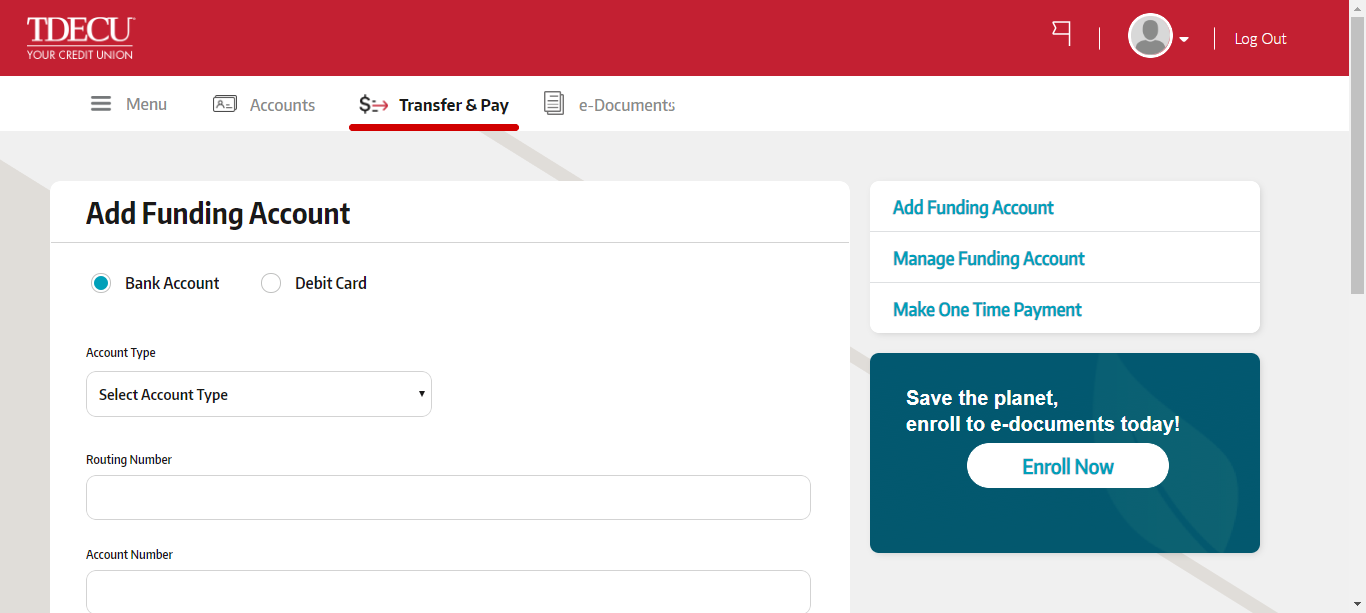 TDECU
YOUR CREDIT UNION
Log Out
Menu
Accounts
Transfer & Pay
e-Documents
Add Funding Account
Bank Account
Debit Card
Account Type
Select Account Type
Routing Number
Account Number
Add Funding Account
Manage Funding Account
Make One Time Payment
Save the planet,
enroll to e-documents today!
Enroll Now